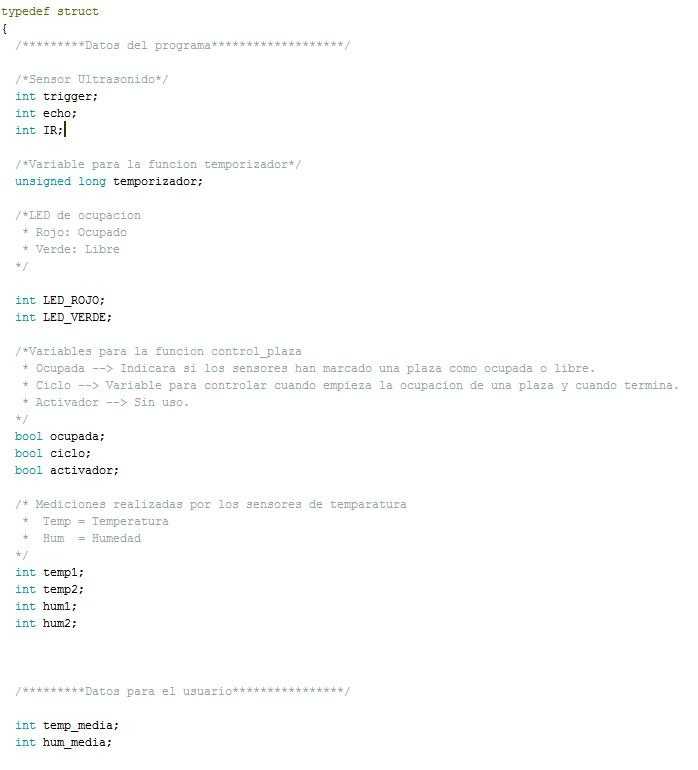 typedef struct
{
/*********Datos del programa*******************/
/*Sensor Ultrasonido*/
int trigger;
int echo;
int IR;
/*Variable para la funcion temporizador*/
unsigned long temporizador;
/*LED de ocupacion
* Rojo: Ocupado
* Verde: Libre
*/
int LED_ROJO;
int LED_VERDE;
/*Variables para la funcion control_plaza
* Ocupada --> Indicara si los sensores han marcado una plaza como ocupada o libre.
* Ciclo --> Variable para controlar cuando empieza la ocupacion de una plaza y cuando termina.
* Activador --> Sin uso.
*/
bool ocupada;
bool ciclo;
bool activador;
/* Mediciones realizadas por los sensores de temparatura
*  Temp = Temperatura
*  Hum  = Humedad
*/
int temp1;
int temp2;
int hum1;
int hum2;
/*********Datos para el usuario****************/
int temp_media;
int hum_media;